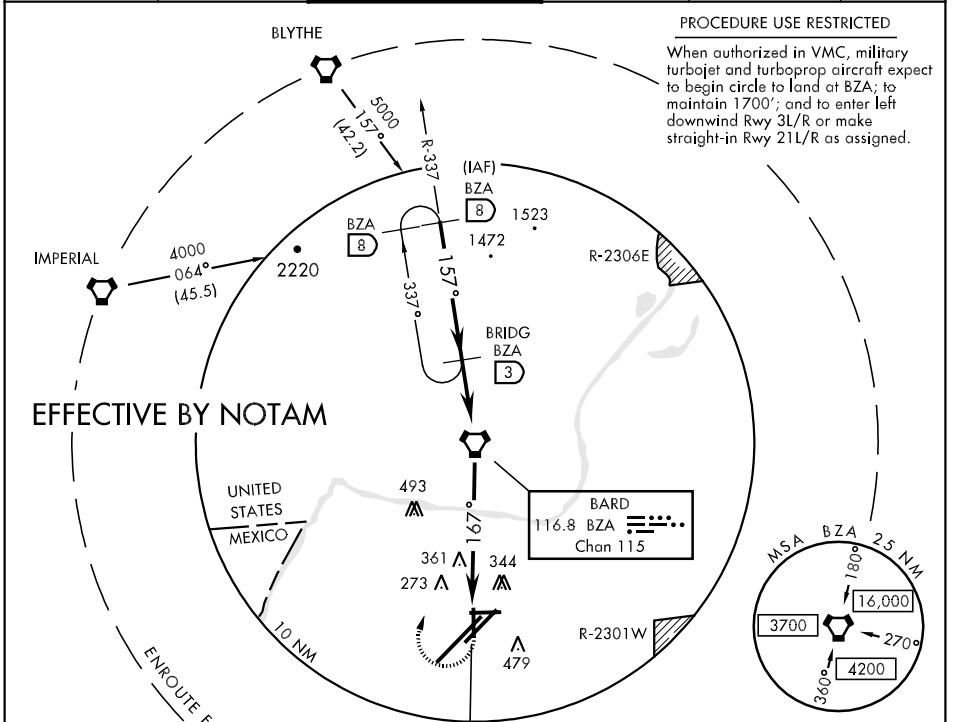 PROCEDURE USE RESTRICTED
When authorized in VMC, military
turbojet and turboprop aircraft expect
to begin circle to land at BZA; to
maintain 1700'; and to enter left
downwind Rwy 3L/R or make
straight-in Rwy 21L/R as assigned.
BLYTHE
5000
157°
(42.2)
R-337
(IAF)
BZA
8
BZA
8
1523
1472
R-2306E
IMPERIAL
4000
064°
(45.5)
2220
337°
157°
BRIDG
BZA
3
EFFECTIVE BY NOTAM
UNITED
STATES
MEXICO
493
BARD
116.8 BZA
Chan 115
167°
361
344
273
479
R-2301W
10 NM
ENROUTE
MSA BZA 25 NM
180°
16,000
3700
270°
4200
360°